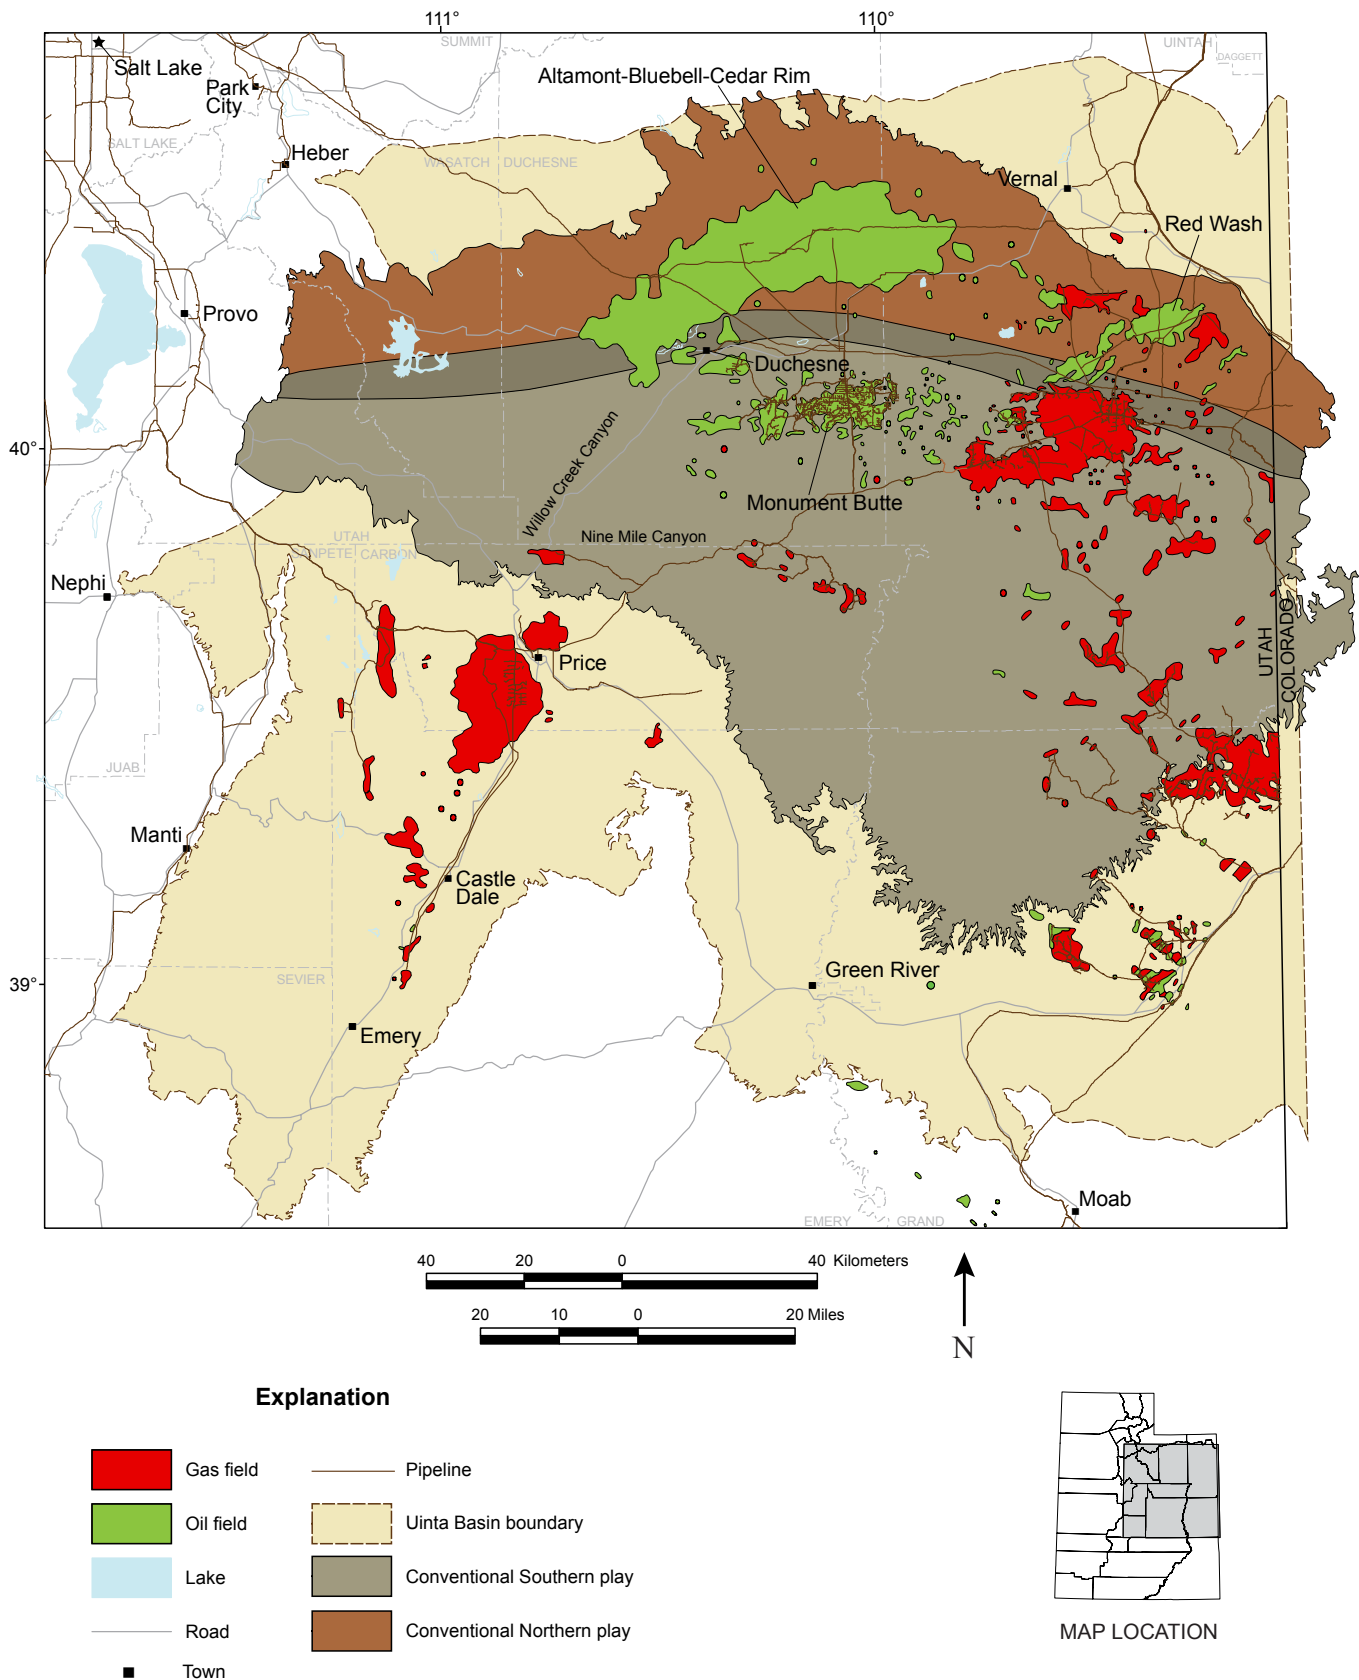 111°
110°
SUMMIT
UINTAH
DAGGETT
Salt Lake
Park
City
Altamont-Bluebell-Cedar Rim
SALT LAKE
Heber
WASATCH
DUCHESNE
Vernal
Red Wash
Provo
Duchesne
40°
Willow Creek Canyon
Monument Butte
Nine Mile Canyon
UTAH
SANPETE
CARBON
Nephi
UTAH
COLORADO
Price
JUAB
Manti
Castle
Dale
Green River
SEVIER
39°
Emery
Moab
EMERY
GRAND
40
20
0
40
Kilometers
20
10
0
20 Miles
N
Explanation
Gas field
Pipeline
Oil field
Uinta Basin boundary
Lake
Conventional Southern play
Road
Conventional Northern play
Town
MAP LOCATION